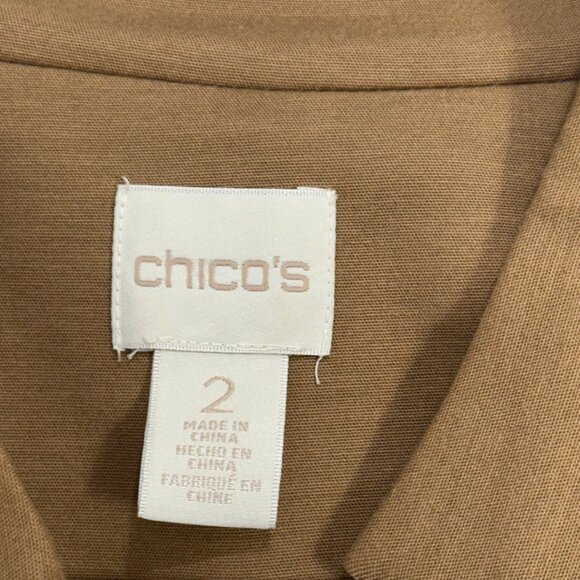 chico's
2
MADE IN
CHINA
HECHO EN
CHINA
FABRIQUÉ EN
CHINE